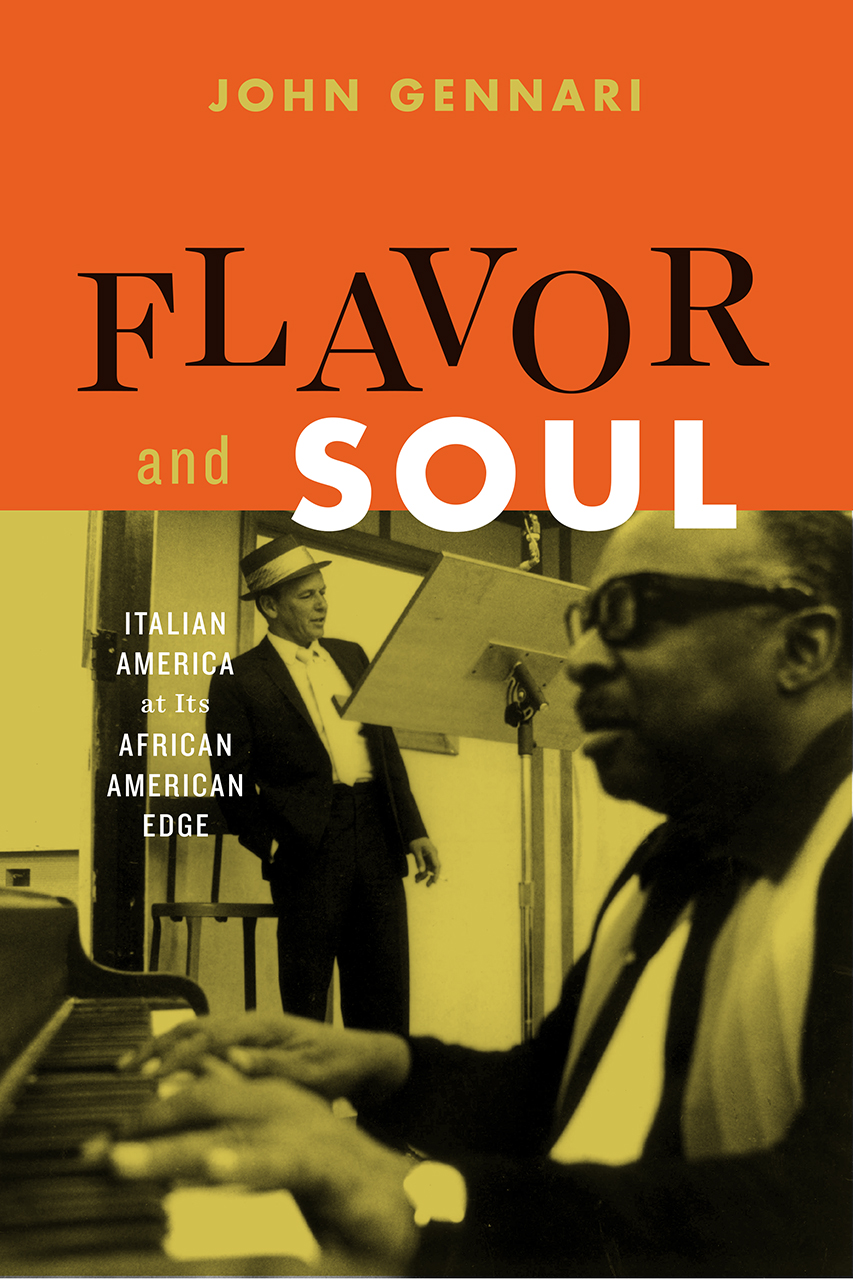 JOHN GENNARI
FLAVOR
and SOUL
ITALIAN
AMERICA
at Its
AFRICAN
AMERICAN
EDGE